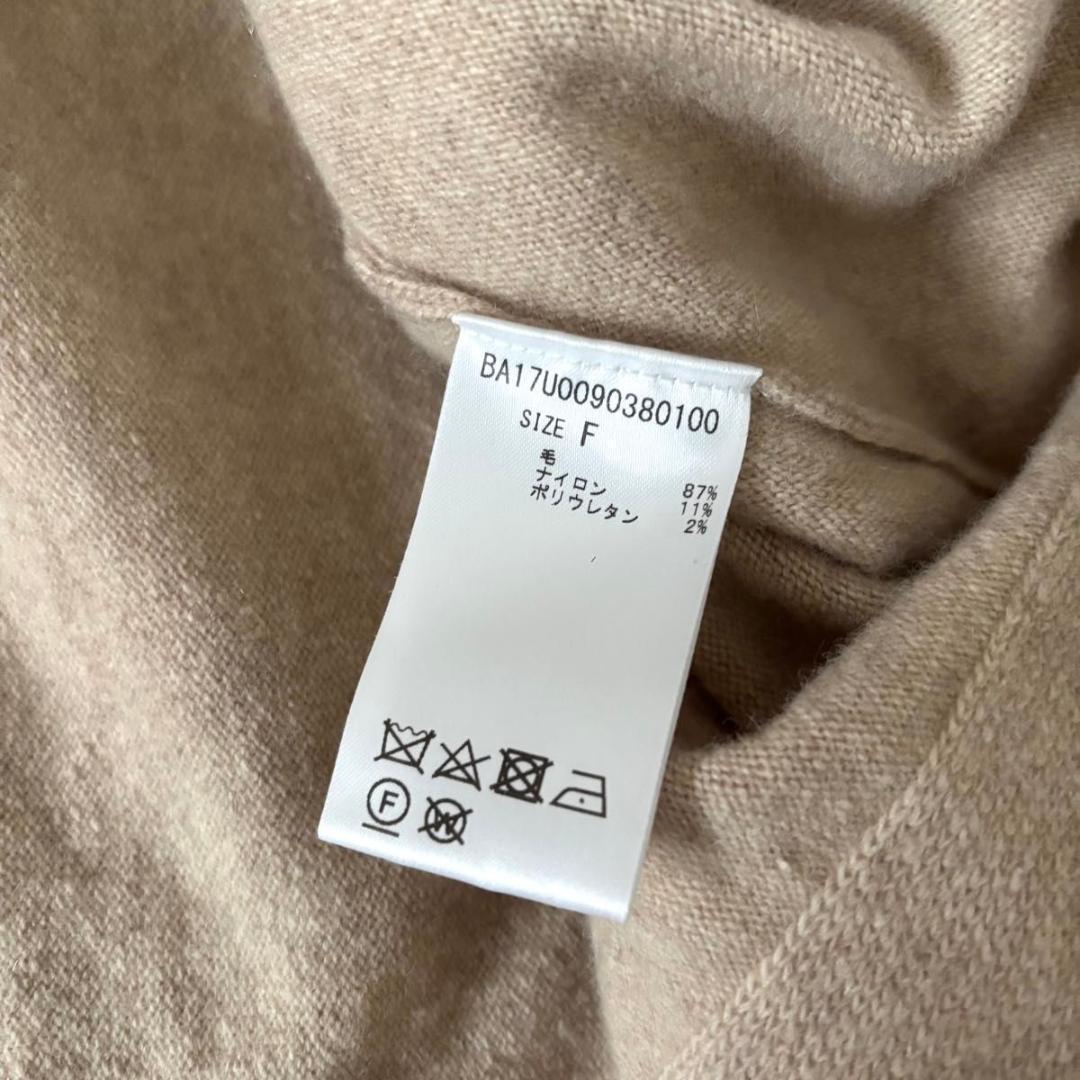 BA17U0090380100
SIZE F
毛 87%
ナイロン 11%
ポリウレタン 2%
F
W